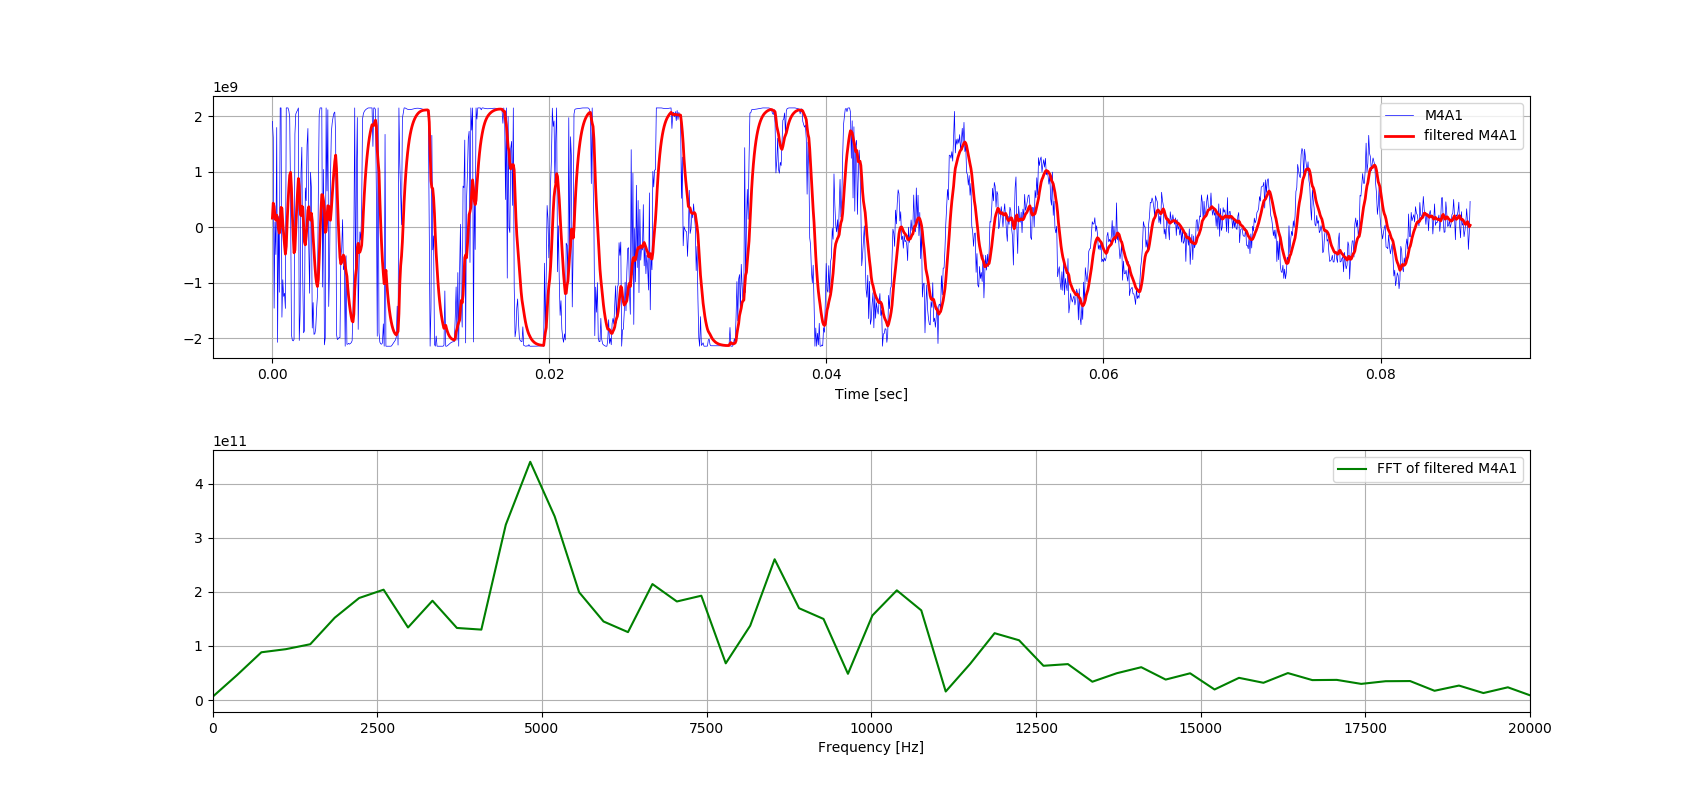 1e9
M4A1
filtered M4A1
2
1
0
−1
−2
0.00 0.02 0.04 0.06 0.08
Time [sec]
1e11
FFT of filtered M4A1
4
3
2
1
0
0 2500 5000 7500 10000 12500 15000 17500 20000
Frequency [Hz]